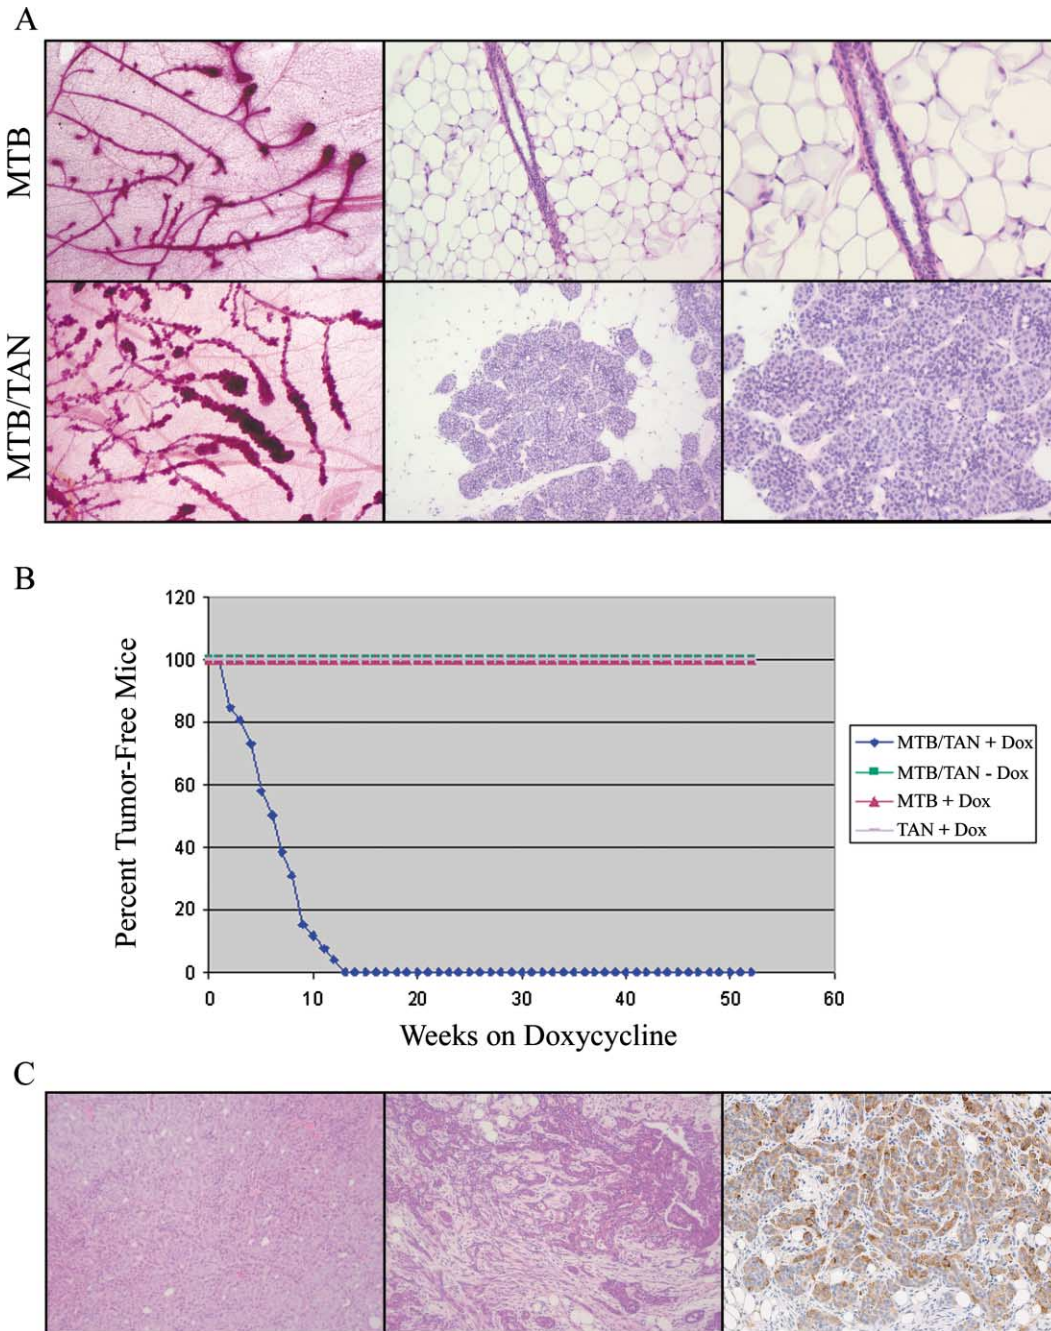 A
MTB
MTB/TAN
B
120
100
80
60
40
20
0
Percent Tumor-Free Mice
0 10 20 30 40 50 60
Weeks on Doxycycline
MTB/TAN + Dox
MTB/TAN - Dox
MTB + Dox
TAN + Dox
C